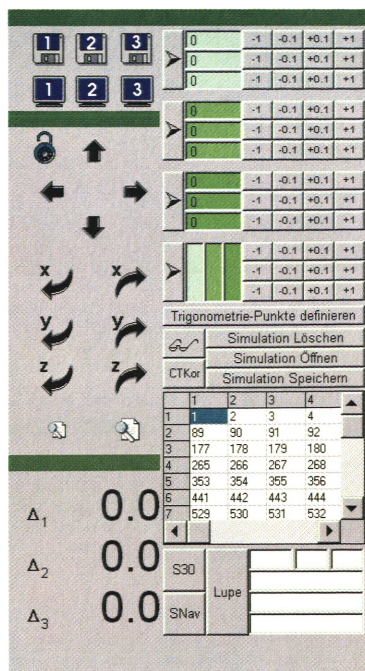 1 2 3
1 2 3
0 -1 -0.1 +0.1 +1
0 -1 -0.1 +0.1 +1
0 -1 -0.1 +0.1 +1
0 -1 -0.1 +0.1 +1
0 -1 -0.1 +0.1 +1
0 -1 -0.1 +0.1 +1
0 -1 -0.1 +0.1 +1
0 -1 -0.1 +0.1 +1
0 -1 -0.1 +0.1 +1
-1 -0.1 +0.1 +1
-1 -0.1 +0.1 +1
-1 -0.1 +0.1 +1
x x
y y
z z
Trigonometrie-Punkte definieren
Simulation Löschen
Simulation Öffnen
CTKor Simulation Speichern
1 2 3 4
1 1 2 3 4
2 89 90 91 92
3 177 178 179 180
4 265 266 267 268
5 353 354 355 356
6 441 442 443 444
7 529 530 531 532
Δ1 0.0
Δ2 0.0
Δ3 0.0
S30
SNav
Lupe